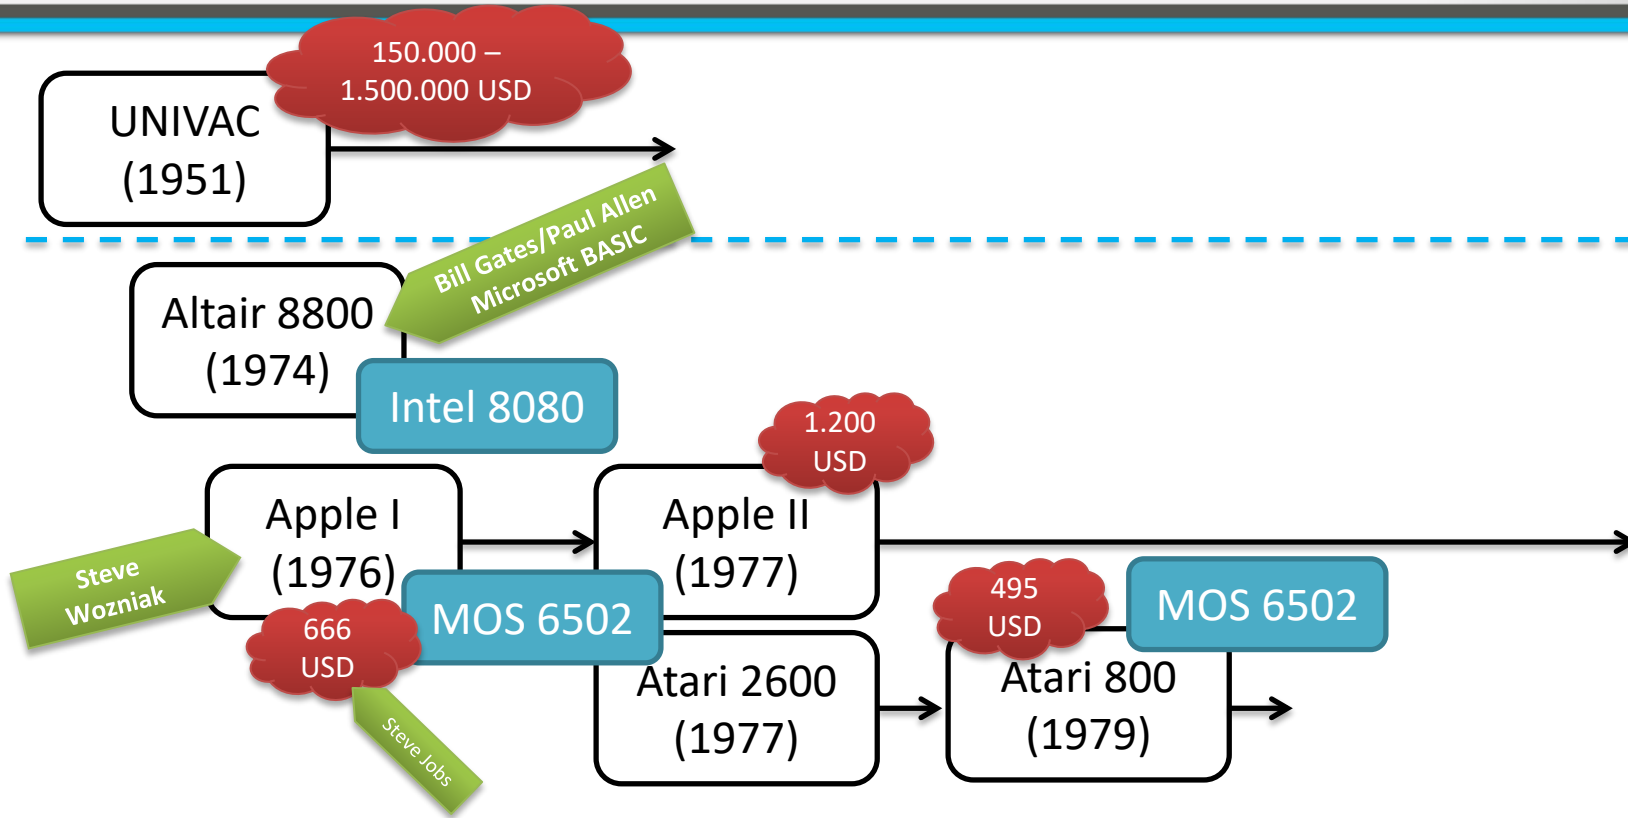 150.000 –
1.500.000 USD
UNIVAC
(1951)
Bill Gates/Paul Allen
Microsoft BASIC
Altair 8800
(1974)
Intel 8080
1.200
USD
Apple I
(1976)
Apple II
(1977)
Steve
Wozniak
MOS 6502
666
USD
495
USD
MOS 6502
Steve Jobs
Atari 2600
(1977)
Atari 800
(1979)